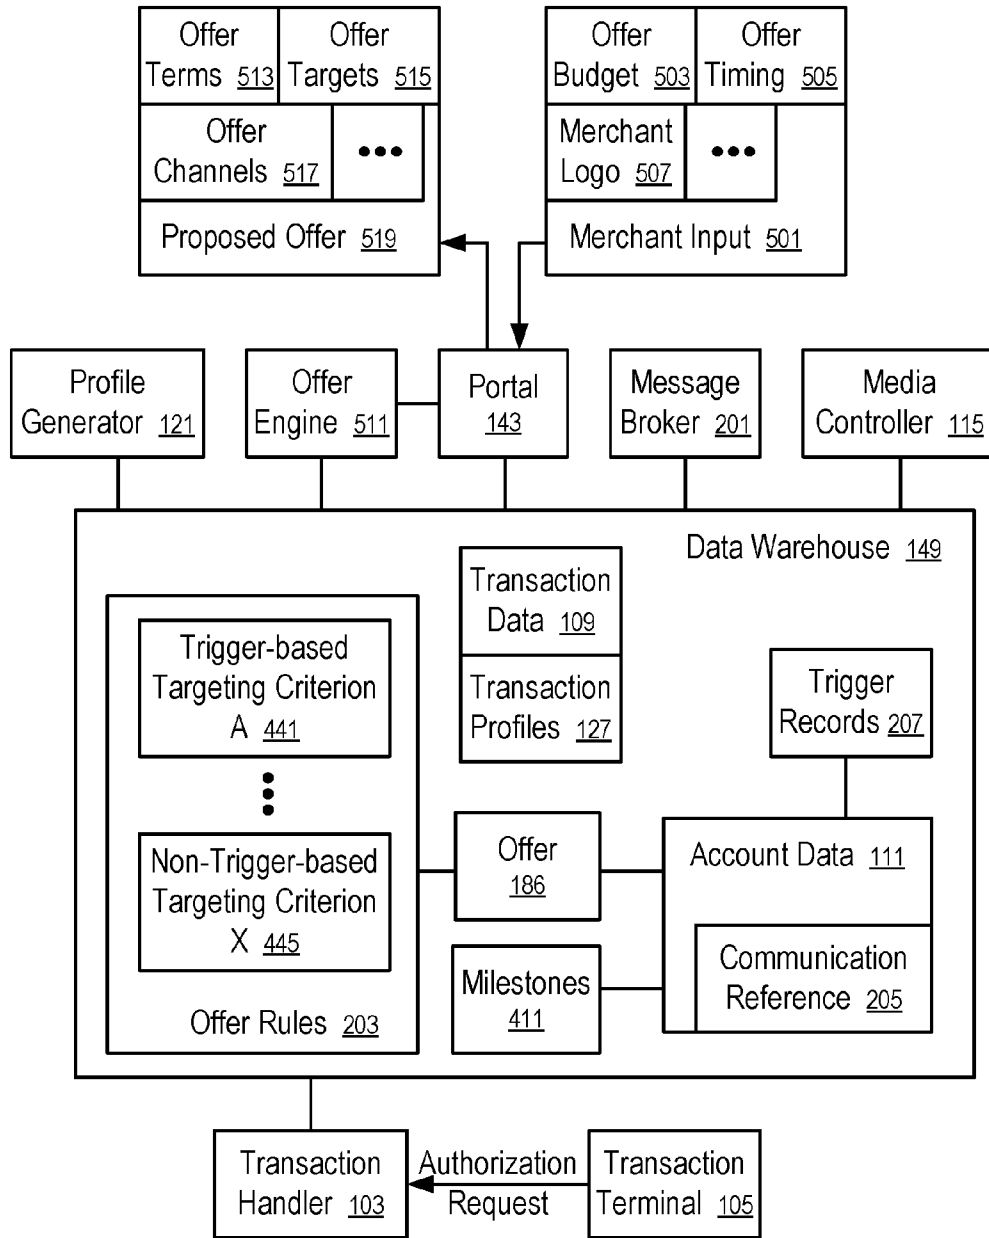 Offer
Terms 513
Offer
Targets 515
Offer
Channels 517
Proposed Offer 519
Offer
Budget 503
Offer
Timing 505
Merchant
Logo 507
Merchant Input 501
Profile
Generator 121
Offer
Engine 511
Portal
143
Message
Broker 201
Media
Controller 115
Data Warehouse 149
Transaction
Data 109
Transaction
Profiles 127
Trigger-based
Targeting Criterion
A 441
Non-Trigger-based
Targeting Criterion
X 445
Offer Rules 203
Trigger
Records 207
Offer
186
Account Data 111
Communication
Reference 205
Milestones
411
Transaction
Handler 103
Authorization
Request
Transaction
Terminal 105